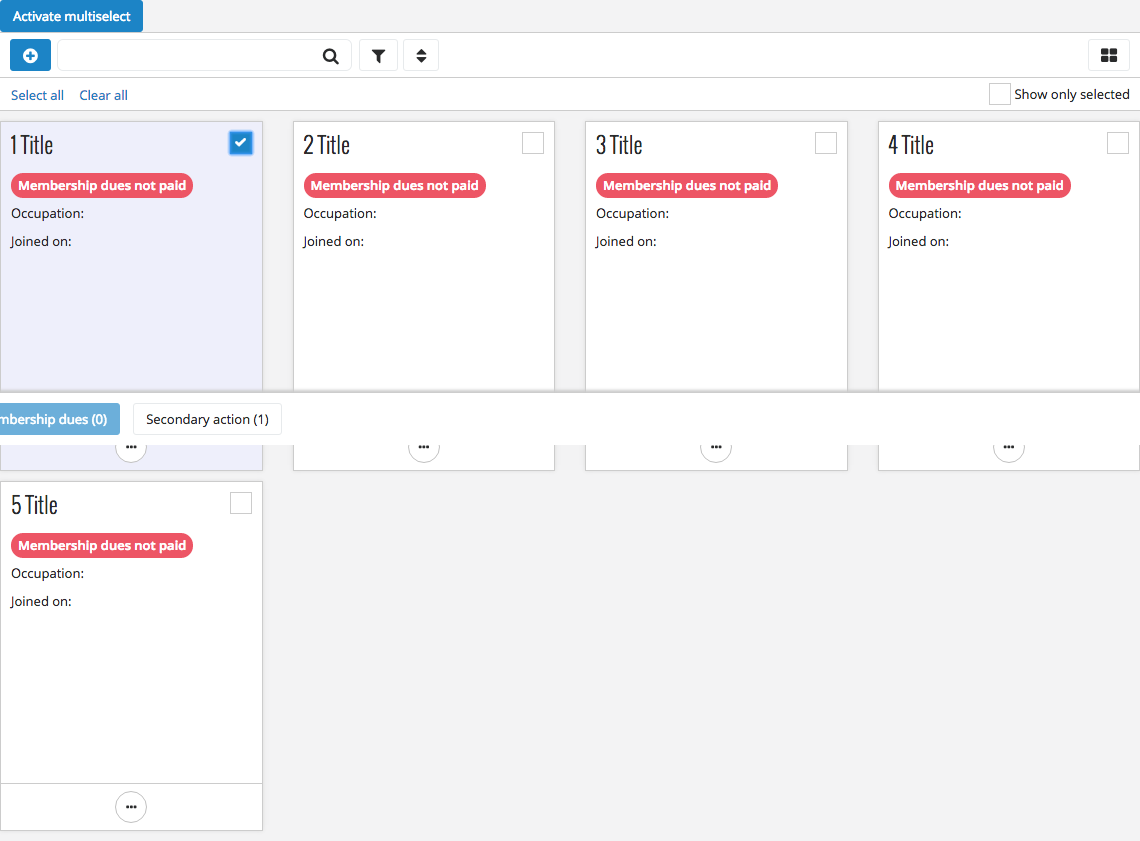 Activate multiselect
Select all Clear all Show only selected
1 Title
Membership dues not paid
Occupation:
Joined on:
2 Title
Membership dues not paid
Occupation:
Joined on:
3 Title
Membership dues not paid
Occupation:
Joined on:
4 Title
Membership dues not paid
Occupation:
Joined on:
dues (0) Secondary action (1)
5 Title
Membership dues not paid
Occupation:
Joined on: